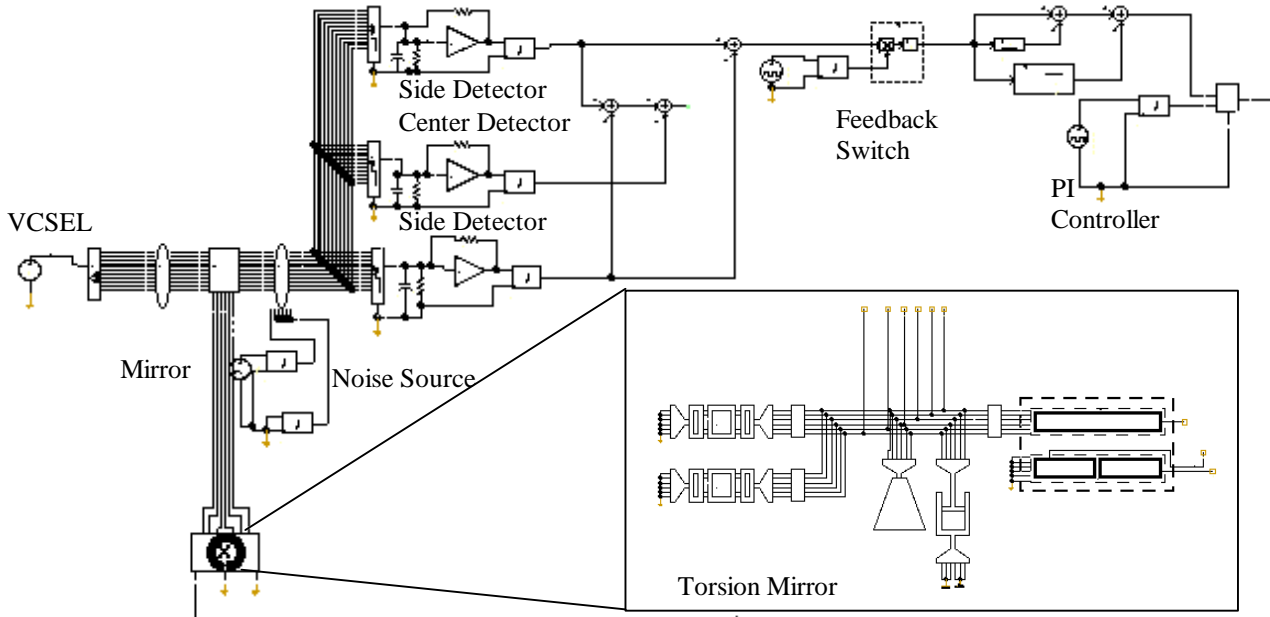 Side Detector
Center Detector
Feedback
Switch
PI
Controller
Side Detector
VCSEL
Mirror
Noise Source
Torsion Mirror